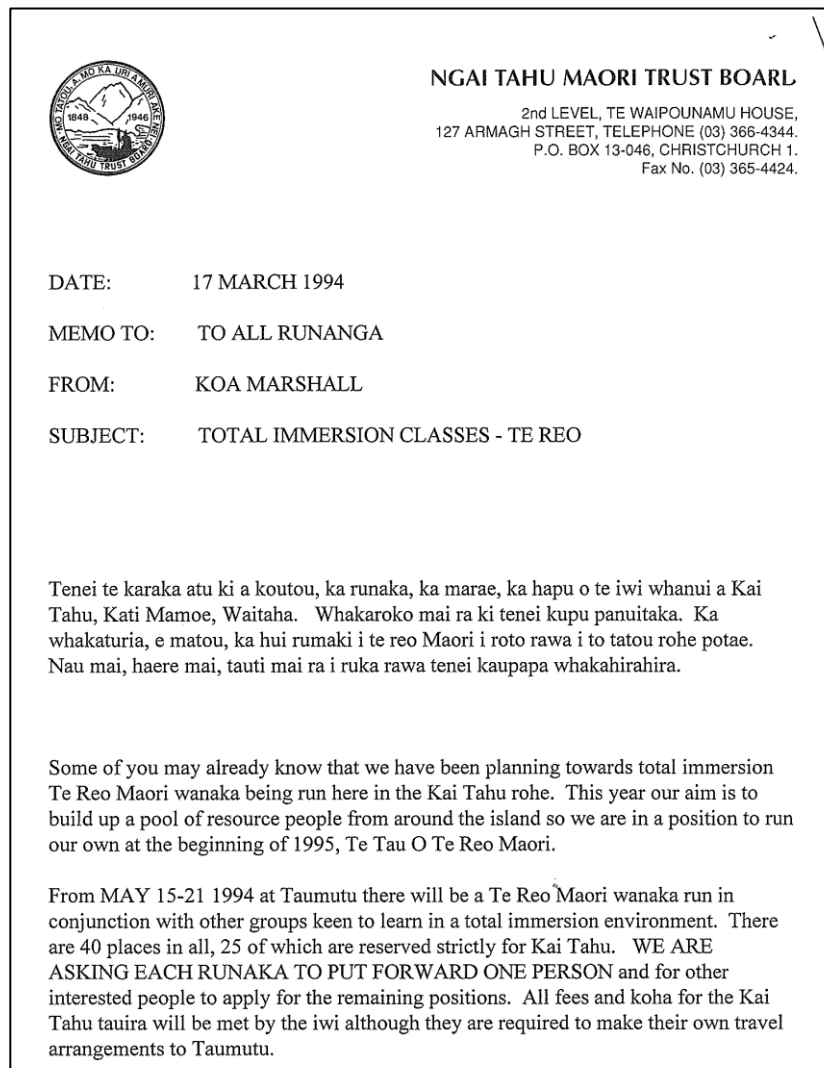 MO TATOU, A, MO KA URI A MURI AKE NEI
1848 1946
NGAI TAHU TRUST BOARD
NGAI TAHU MAORI TRUST BOARD
2nd LEVEL, TE WAIPOUNAMU HOUSE,
127 ARMAGH STREET, TELEPHONE (03) 366-4344.
P.O. BOX 13-046, CHRISTCHURCH 1.
Fax No. (03) 365-4424.
DATE: 17 MARCH 1994
MEMO TO: TO ALL RUNANGA
FROM: KOA MARSHALL
SUBJECT: TOTAL IMMERSION CLASSES - TE REO
Tenei te karaka atu ki a koutou, ka runaka, ka marae, ka hapu o te iwi whanui a Kai
Tahu, Kati Mamoe, Waitaha. Whakaroko mai ra ki tenei kupu panuitaka. Ka
whakaturia, e matou, ka hui rumaki i te reo Maori i roto rawa i to tatou rohe potae.
Nau mai, haere mai, tauti mai ra i ruka rawa tenei kaupapa whakahirahira.
Some of you may already know that we have been planning towards total immersion
Te Reo Maori wanaka being run here in the Kai Tahu rohe. This year our aim is to
build up a pool of resource people from around the island so we are in a position to run
our own at the beginning of 1995, Te Tau O Te Reo Maori.
From MAY 15-21 1994 at Taumutu there will be a Te Reo Maori wanaka run in
conjunction with other groups keen to learn in a total immersion environment. There
are 40 places in all, 25 of which are reserved strictly for Kai Tahu. WE ARE
ASKING EACH RUNAKA TO PUT FORWARD ONE PERSON and for other
interested people to apply for the remaining positions. All fees and koha for the Kai
Tahu tauira will be met by the iwi although they are required to make their own travel
arrangements to Taumutu.